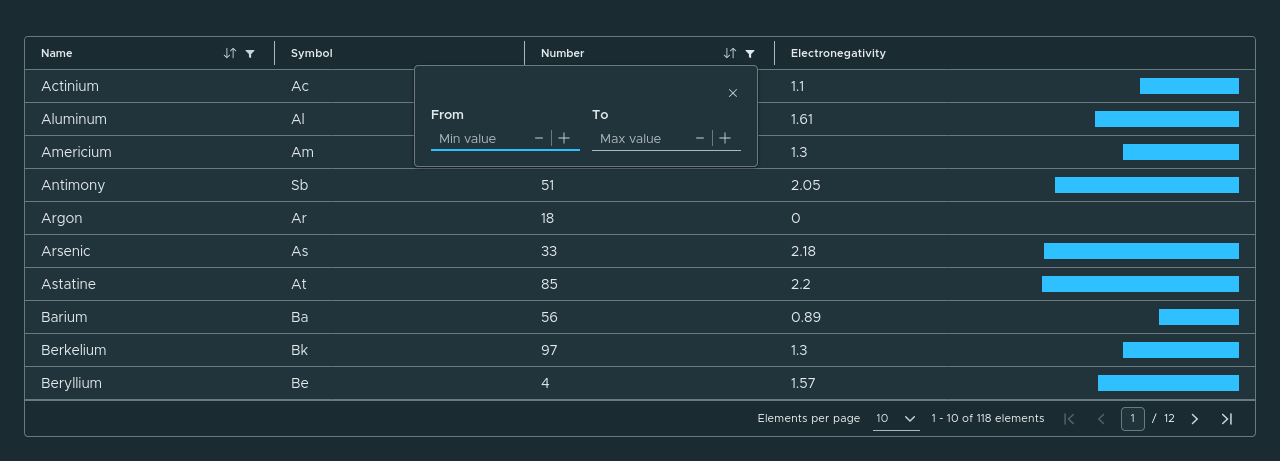 Name Symbol Number Electronegativity
Actinium Ac 1.1
From To
Aluminum Al 1.61
Min value Max value
Americium Am 1.3
Antimony Sb 51 2.05
Argon Ar 18 0
Arsenic As 33 2.18
Astatine At 85 2.2
Barium Ba 56 0.89
Berkelium Bk 97 1.3
Beryllium Be 4 1.57
Elements per page 10 1 - 10 of 118 elements 1 / 12